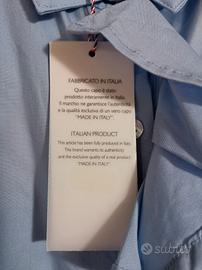 FABBRICATO IN ITALIA
Questo capo è stato
prodotto interamente in Italia.
Il marchio ne garantisce l'autenticità
e la qualità esclusiva di un vero capo
"MADE IN ITALY".
ITALIAN PRODUCT
This article has been fully produced in Italy.
The brand warrants its authenticity
and the exclusive quality of a real product
"MADE IN ITALY".
subito